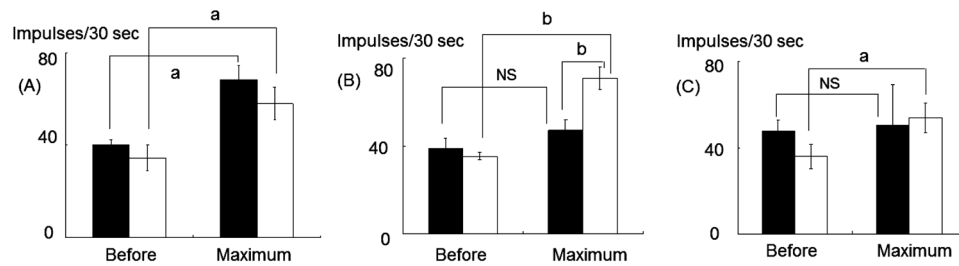 a
b
Impulses/30 sec
80
(A)
a
40
0
Before
Maximum
Impulses/30 sec
80
(B)
NS
b
40
0
Before
Maximum
Impulses/30 sec
80
(C)
a
NS
40
0
Before
Maximum